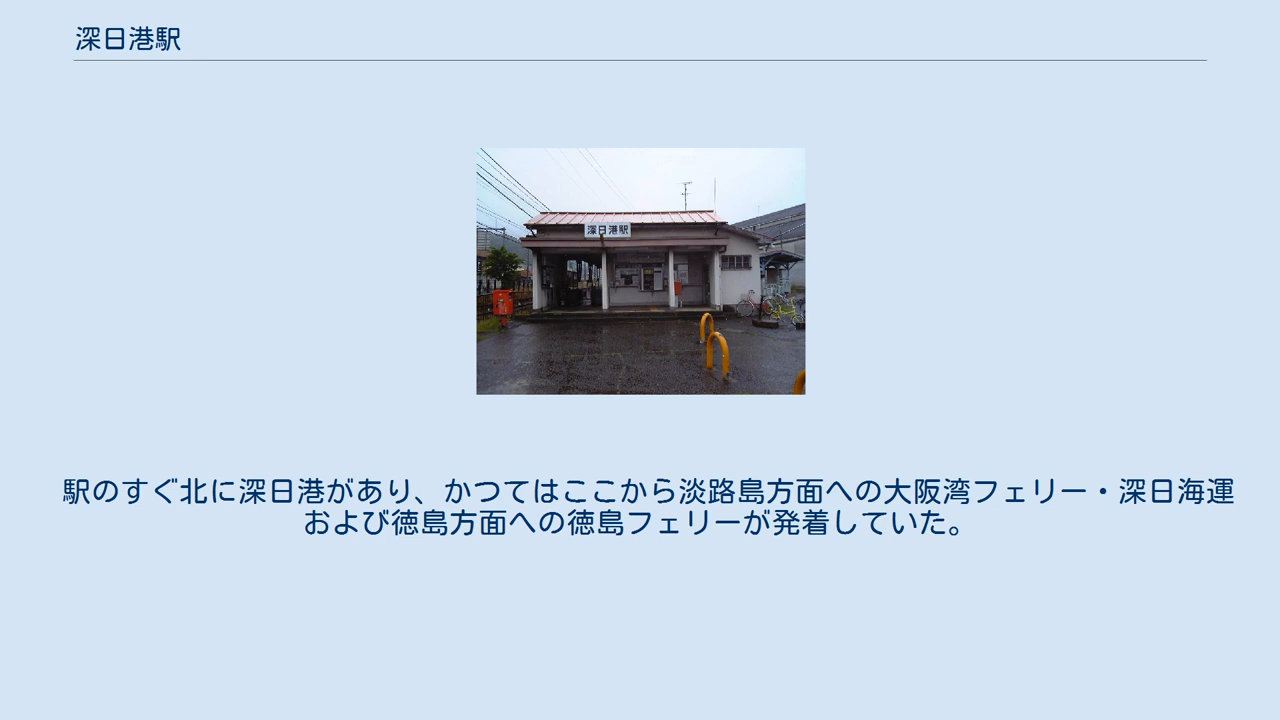 深日港駅
深日港駅
駅のすぐ北に深日港があり、かつてはここから淡路島方面への大阪湾フェリー・深日海運
および徳島方面への徳島フェリーが発着していた。